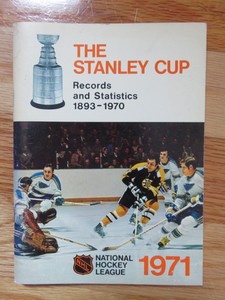 THE
STANLEY CUP
Records
and Statistics
1893-1970
NHL
NATIONAL
HOCKEY
LEAGUE
1971